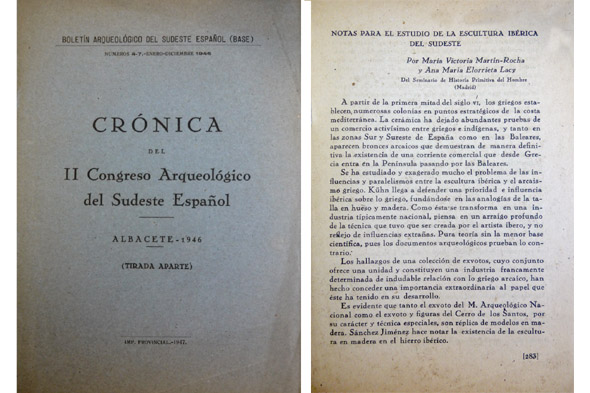 BOLETÍN ARQUEOLÓGICO DEL SUDESTE ESPAÑOL (BASE)
NÚMEROS 4-7.-ENERO-DICIEMBRE 1946
CRÓNICA
DEL
II Congreso Arqueológico
del Sudeste Español
ALBACETE-1946
(TIRADA APARTE)
IMP. PROVINCIAL.-1947.
NOTAS PARA EL ESTUDIO DE LA ESCULTURA IBÉRICA
DEL SUDESTE
Por María Victoria Martín-Rocha
y Ana María Elorrieta Lacy
Del Seminario de Historia Primitiva del Hombre
(Madrid)
A partir de la primera mitad del siglo VI, los griegos esta-
blecen numerosas colonias en puntos estratégicos de la costa
mediterránea. La cerámica ha dejado abundantes pruebas de
un comercio activísimo entre griegos e indígenas, y tanto en
las zonas Sur y Sureste de España como en las Baleares,
aparecen bronces arcaicos que demuestran de manera defini-
tiva la existencia de una corriente comercial que desde Gre-
cia entra en la Península pasando por las Baleares.
Se ha estudiado y exagerado mucho el problema de las in-
fluencias y paralelismos entre la escultura ibérica y el arcaís-
mo griego. Kühn llega a defender una prioridad e influencia
ibérica sobre lo griego, fundándose en las analogías de la ta-
lla en hueso y madera. Como ésta se transforma en una in-
dustria típicamente nacional, piensa en un arraigo profundo
de la técnica que tuvo que ser creada por el artista íbero, y no
reflejo de influencias extrañas. Pura teoría sin la menor base
científica, pues los documentos arqueológicos prueban lo con-
trario.
Los hallazgos de una colección de exvotos, cuyo conjunto
ofrece una unidad y constituyen una industria francamente
determinada de indudable relación con lo griego arcaico, han
hecho conceder una importancia extraordinaria al papel que
éste ha tenido en su desarrollo.
Es evidente que tanto el exvoto del M. Arqueológico Na-
cional como el exvoto y figuras del Cerro de los Santos, por
su carácter y técnica especiales, son réplica de modelos en ma-
dera. Sánchez Jiménez hace notar la existencia de la escul-
tura en madera en el hierro ibérico.
[283]